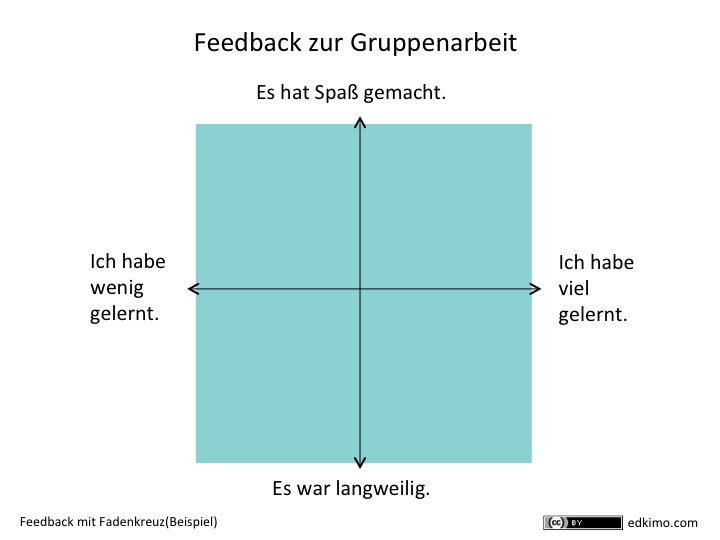 Feedback zur Gruppenarbeit
Es hat Spaß gemacht.
Ich habe
wenig
gelernt.
Ich habe
viel
gelernt.
Es war langweilig.
Feedback mit Fadenkreuz(Beispiel)
cc BY
edkimo.com